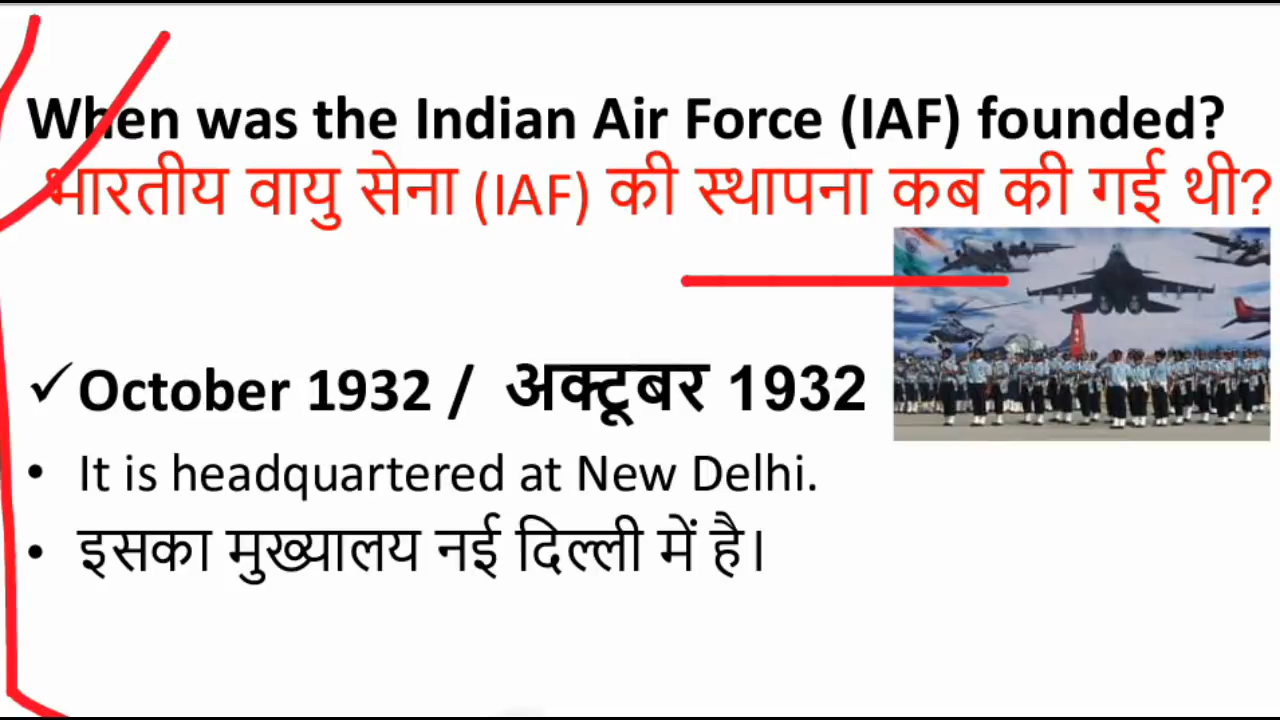 When was the Indian Air Force (IAF) founded?
भारतीय वायु सेना (IAF) की स्थापना कब की गई थी?
✓ October 1932 / अक्टूबर 1932
• It is headquartered at New Delhi.
• इसका मुख्यालय नई दिल्ली में है।